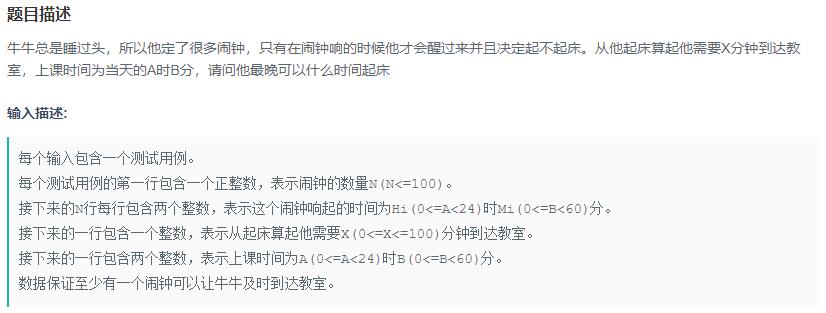 题目描述
牛牛总是睡过头，所以他定了很多闹钟，只有在闹钟响的时候他才会醒过来并且决定起不起床。从他起床算起他需要X分钟到达教
室，上课时间为当天的A时B分，请问他最晚可以什么时间起床
输入描述:
每个输入包含一个测试用例。
每个测试用例的第一行包含一个正整数，表示闹钟的数量N(N<=100)。
接下来的N行每行包含两个整数，表示这个闹钟响起的时间为Hi(0<=A<24)时Mi(0<=B<60)分。
接下来的一行包含一个整数，表示从起床算起他需要X(0<=X<=100)分钟到达教室。
接下来的一行包含两个整数，表示上课时间为A(0<=A<24)时B(0<=B<60)分。
数据保证至少有一个闹钟可以让牛牛及时到达教室。